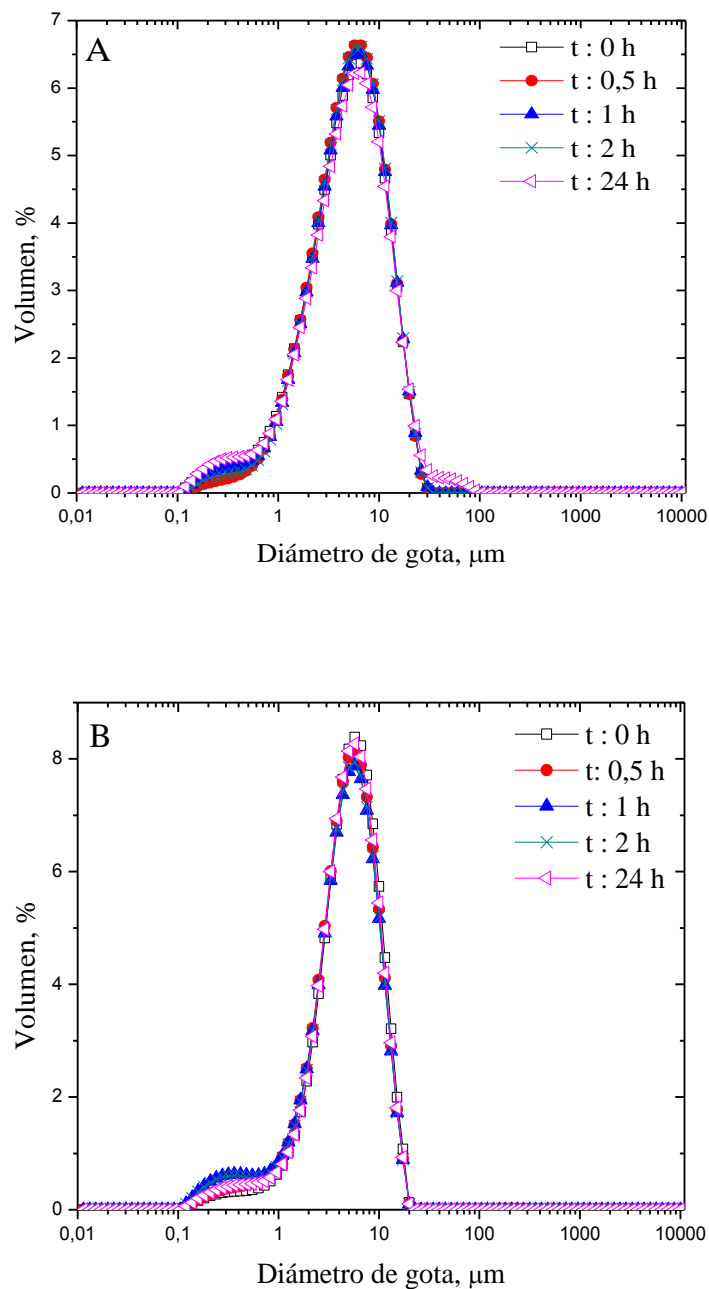 A
t : 0 h
t : 0,5 h
t : 1 h
t : 2 h
t : 24 h
7
6
5
4
3
2
1
0
Volumen, %
0,01 0,1 1 10 100 1000 10000
Diámetro de gota, μm
B
t : 0 h
t: 0,5 h
t : 1 h
t : 2 h
t : 24 h
8
6
4
2
0
Volumen, %
0,01 0,1 1 10 100 1000 10000
Diámetro de gota, μm